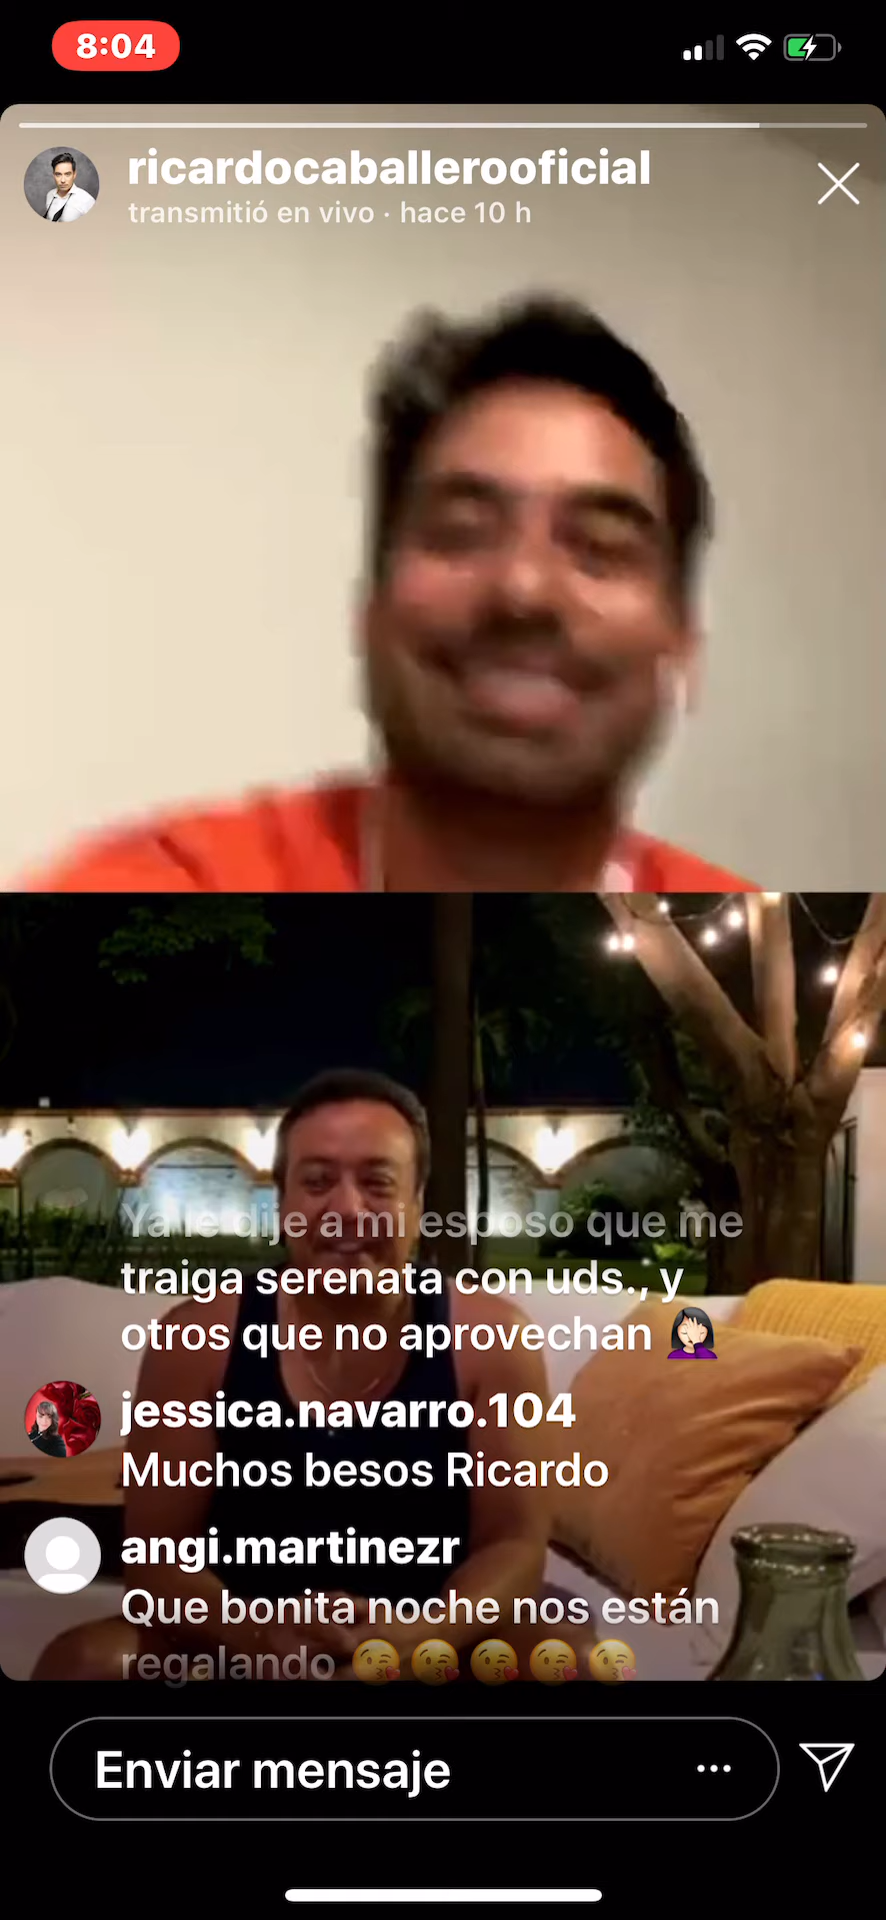 8:04
ricardocaballerooficial
transmitió en vivo · hace 10 h
Ya le dije a mi esposo que me
traiga serenata con uds., y
otros que no aprovechan 🤦🏻‍♀️
jessica.navarro.104
Muchos besos Ricardo
angi.martinezr
Que bonita noche nos están
regalando 😘😘😘😘😘
Enviar mensaje